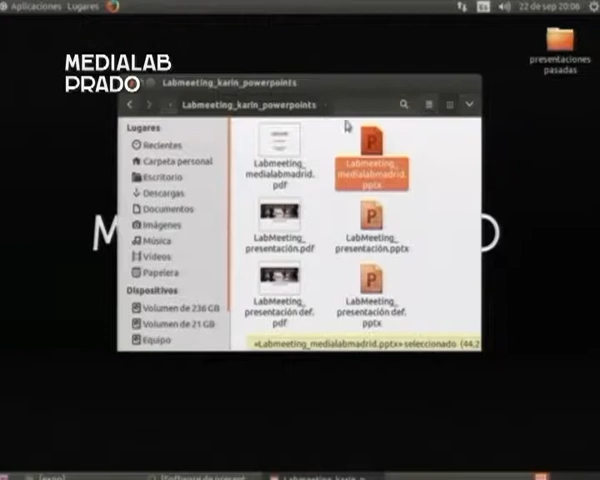 Aplicaciones Lugares
Es
22 de sep 20:06
presentaciones
pasadas
MEDIALAB
PRADO
Labmeeting_karin_powerpoints
Labmeeting_karin_powerpoints
Lugares
Recientes
Carpeta personal
Escritorio
Descargas
Documentos
Imágenes
Música
Vídeos
Papelera
Dispositivos
Volumen de 236 GB
Volumen de 21 GB
Equipo
Labmeeting_
medialabmadrid.
pdf
Labmeeting_
medialabmadrid.
pptx
LabMeeting_
presentación.pdf
LabMeeting_
presentación.pptx
LabMeeting_
presentación def.
pdf
LabMeeting_
presentación def.
pptx
«Labmeeting_medialabmadrid.pptx» seleccionado (44.2
M